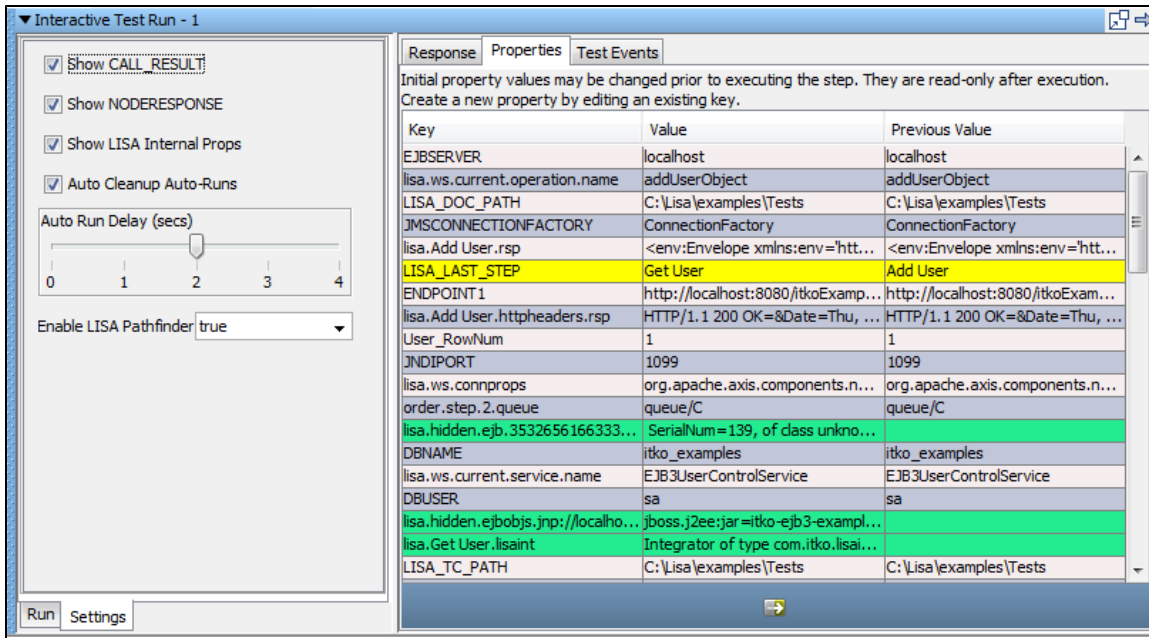 Interactive Test Run - 1
Show CALL_RESULT
Show NODERESPONSE
Show LISA Internal Props
Auto Cleanup Auto-Runs
Auto Run Delay (secs)
0 1 2 3 4
Enable LISA Pathfinder true
Run Settings
Response Properties Test Events
Initial property values may be changed prior to executing the step. They are read-only after execution.
Create a new property by editing an existing key.
Key Value Previous Value
EJBSERVER localhost localhost
lisa.ws.current.operation.name addUserObject addUserObject
LISA_DOC_PATH C:\Lisa\examples\Tests C:\Lisa\examples\Tests
JMSCONNECTIONFACTORY ConnectionFactory ConnectionFactory
lisa.Add User.rsp <env:Envelope xmlns:env='htt... <env:Envelope xmlns:env='htt...
LISA_LAST_STEP Get User Add User
ENDPOINT1 http://localhost:8080/itkoExamp... http://localhost:8080/itkoExam...
lisa.Add User.httpheaders.rsp HTTP/1.1 200 OK=&Date=Thu, ... HTTP/1.1 200 OK=&Date=Thu, ...
User_RowNum 1 1
JNDIPORT 1099 1099
lisa.ws.connprops org.apache.axis.components.n... org.apache.axis.components.n...
order.step.2.queue queue/C queue/C
lisa.hidden.ejb.3532656166333... SerialNum=139, of class unkno...
DBNAME itko_examples itko_examples
lisa.ws.current.service.name EJB3UserControlService EJB3UserControlService
DBUSER sa sa
lisa.hidden.ejbobjs.jnp://localho... jboss.j2ee:jar=itko-ejb3-exampl...
lisa.Get User.lisaint Integrator of type com.itko.lisai...
LISA_TC_PATH C:\Lisa\examples\Tests C:\Lisa\examples\Tests